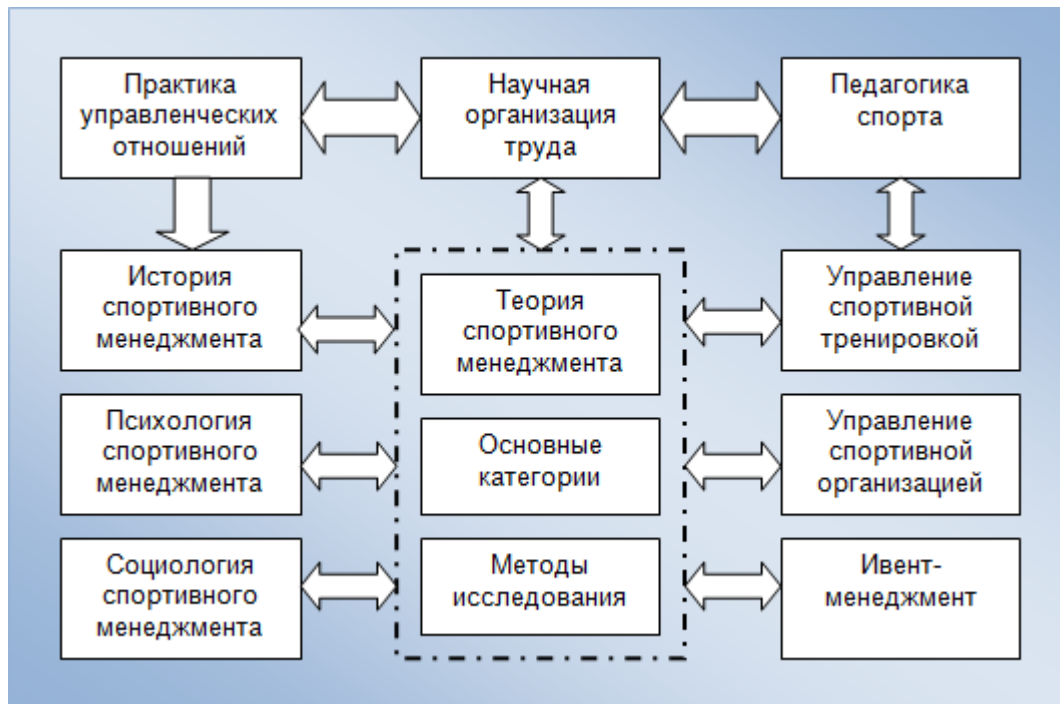 Практика
управленческих
отношений
Научная
организация
труда
Педагогика
спорта
История
спортивного
менеджмента
Теория
спортивного
менеджмента
Управление
спортивной
тренировкой
Психология
спортивного
менеджмента
Основные
категории
Управление
спортивной
организацией
Социология
спортивного
менеджмента
Методы
исследования
Ивент-
менеджмент